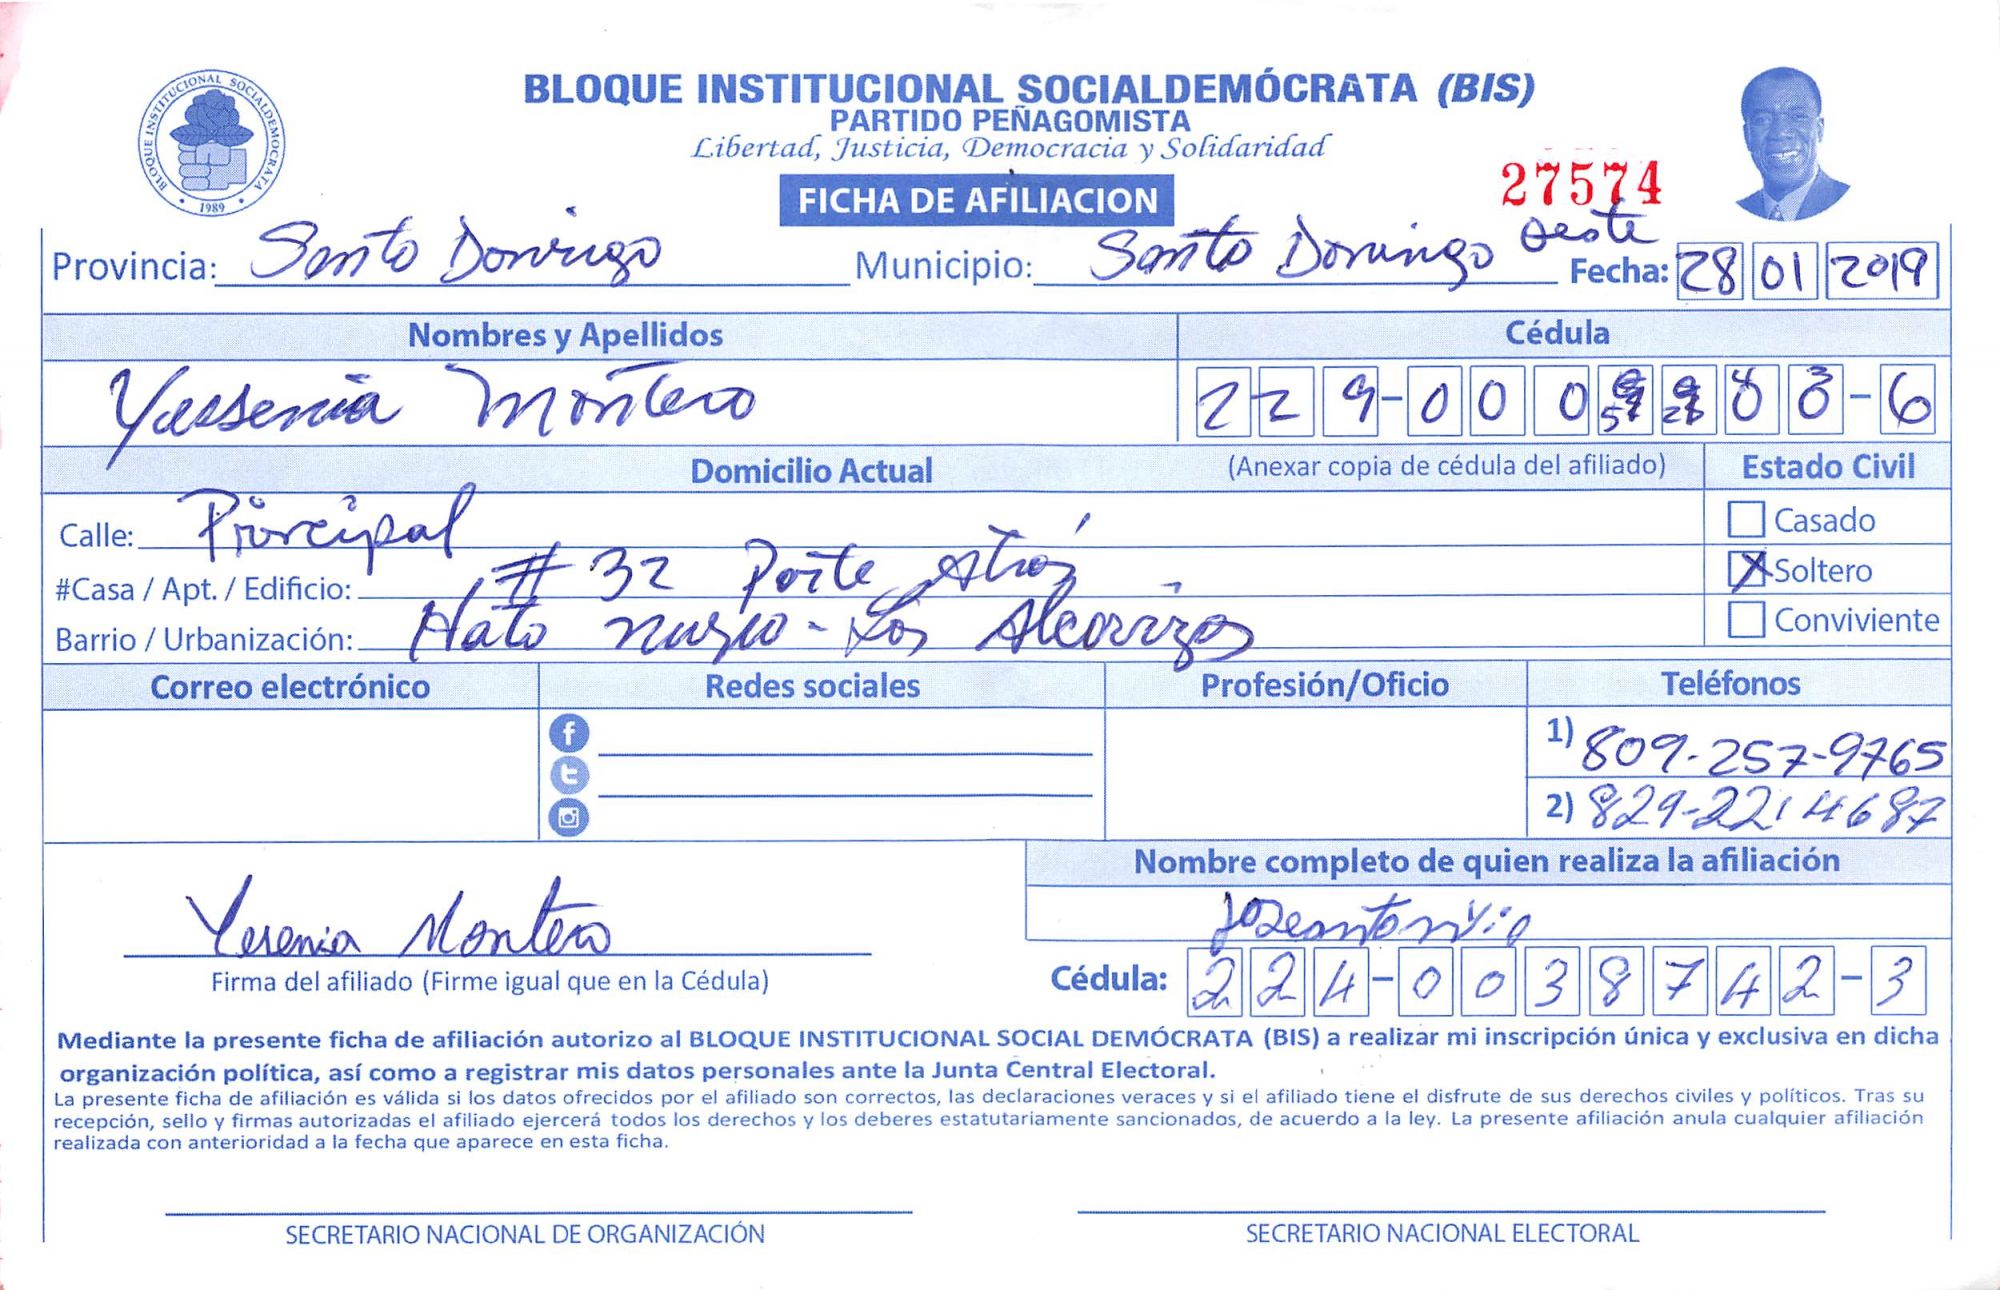 BLOQUE INSTITUCIONAL SOCIALDEMOCRATA
1989
BLOQUE INSTITUCIONAL SOCIALDEMÓCRATA (BIS)
PARTIDO PEÑAGOMISTA
Libertad, Justicia, Democracia y Solidaridad
FICHA DE AFILIACION
27574
Provincia: Santo Domingo Municipio: Santo Domingo oeste Fecha: 28 01 2019
Nombres y Apellidos Cédula
Yessenia Montero 229-000 88-6
Domicilio Actual (Anexar copia de cédula del afiliado) Estado Civil
Calle: Principal
Casado
#Casa / Apt. / Edificio: # 32 Parte Atrás
X Soltero
Barrio / Urbanización: Hato nuevo - Los Alcarrizos
Conviviente
Correo electrónico Redes sociales Profesión/Oficio Teléfonos
1) 809-257-9765
2) 829-221 4687
Nombre completo de quien realiza la afiliación
Yesenia Montero
Firma del afiliado (Firme igual que en la Cédula)
Cédula: 224-0038742-3
Mediante la presente ficha de afiliación autorizo al BLOQUE INSTITUCIONAL SOCIAL DEMÓCRATA (BIS) a realizar mi inscripción única y exclusiva en dicha
organización política, así como a registrar mis datos personales ante la Junta Central Electoral.
La presente ficha de afiliación es válida si los datos ofrecidos por el afiliado son correctos, las declaraciones veraces y si el afiliado tiene el disfrute de sus derechos civiles y políticos. Tras su
recepción, sello y firmas autorizadas el afiliado ejercerá todos los derechos y los deberes estatutariamente sancionados, de acuerdo a la ley. La presente afiliación anula cualquier afiliación
realizada con anterioridad a la fecha que aparece en esta ficha.
SECRETARIO NACIONAL DE ORGANIZACIÓN SECRETARIO NACIONAL ELECTORAL